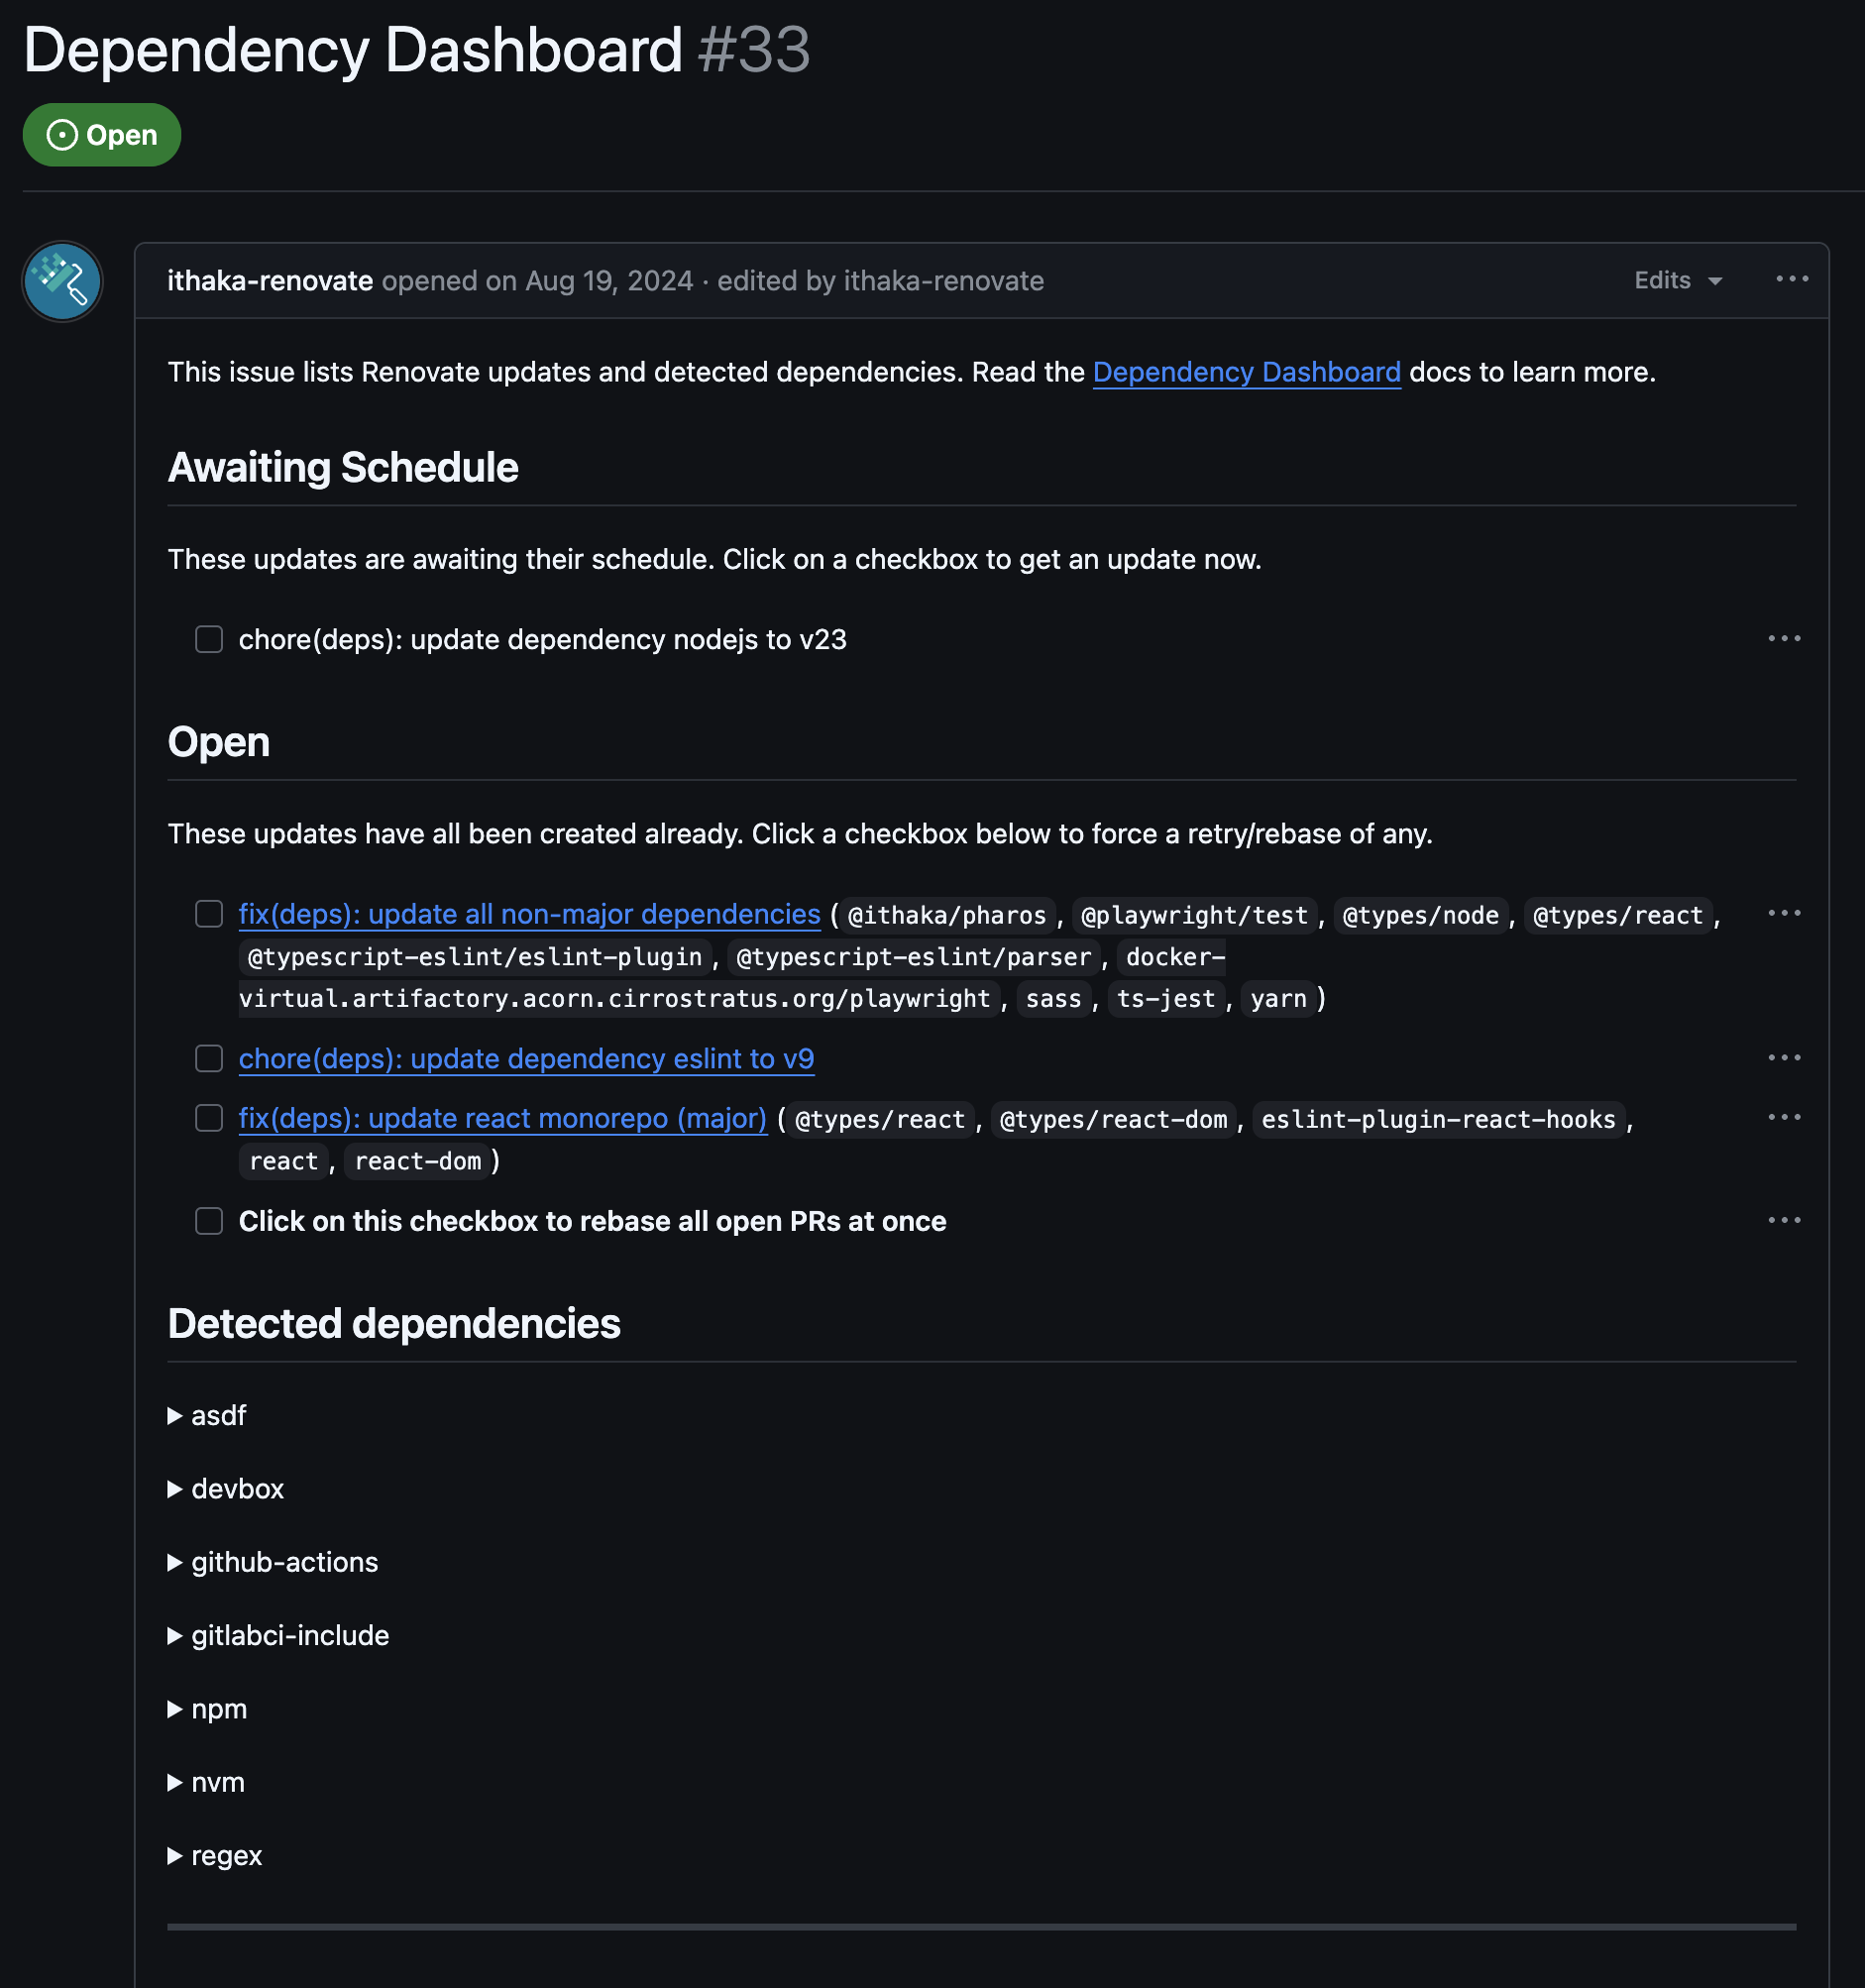 Dependency Dashboard #33
Open
ithaka-renovate opened on Aug 19, 2024 · edited by ithaka-renovate Edits
This issue lists Renovate updates and detected dependencies. Read the Dependency Dashboard docs to learn more.
Awaiting Schedule
These updates are awaiting their schedule. Click on a checkbox to get an update now.
chore(deps): update dependency nodejs to v23
Open
These updates have all been created already. Click a checkbox below to force a retry/rebase of any.
fix(deps): update all non-major dependencies (@ithaka/pharos, @playwright/test, @types/node, @types/react,
@typescript-eslint/eslint-plugin, @typescript-eslint/parser, docker-
virtual.artifactory.acorn.cirrostratus.org/playwright, sass, ts-jest, yarn)
chore(deps): update dependency eslint to v9
fix(deps): update react monorepo (major) (@types/react, @types/react-dom, eslint-plugin-react-hooks,
react, react-dom)
Click on this checkbox to rebase all open PRs at once
Detected dependencies
asdf
devbox
github-actions
gitlabci-include
npm
nvm
regex